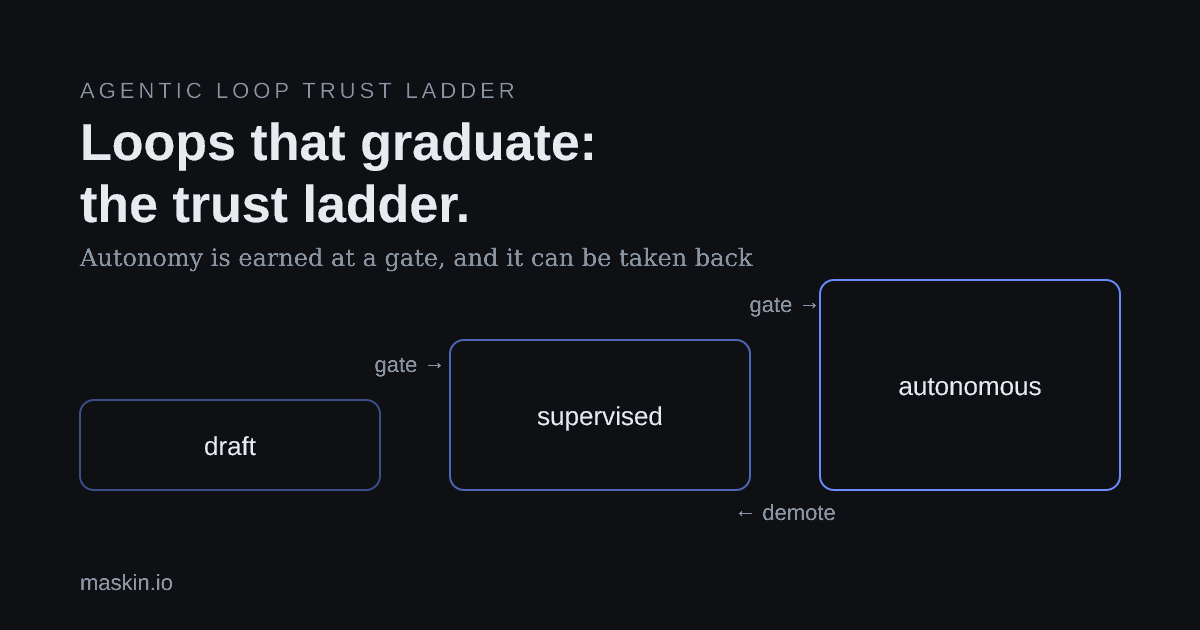 AGENTIC LOOP TRUST LADDER
Loops that graduate:
the trust ladder.
Autonomy is earned at a gate, and it can be taken back
gate →
gate →
draft
supervised
autonomous
← demote
maskin.io